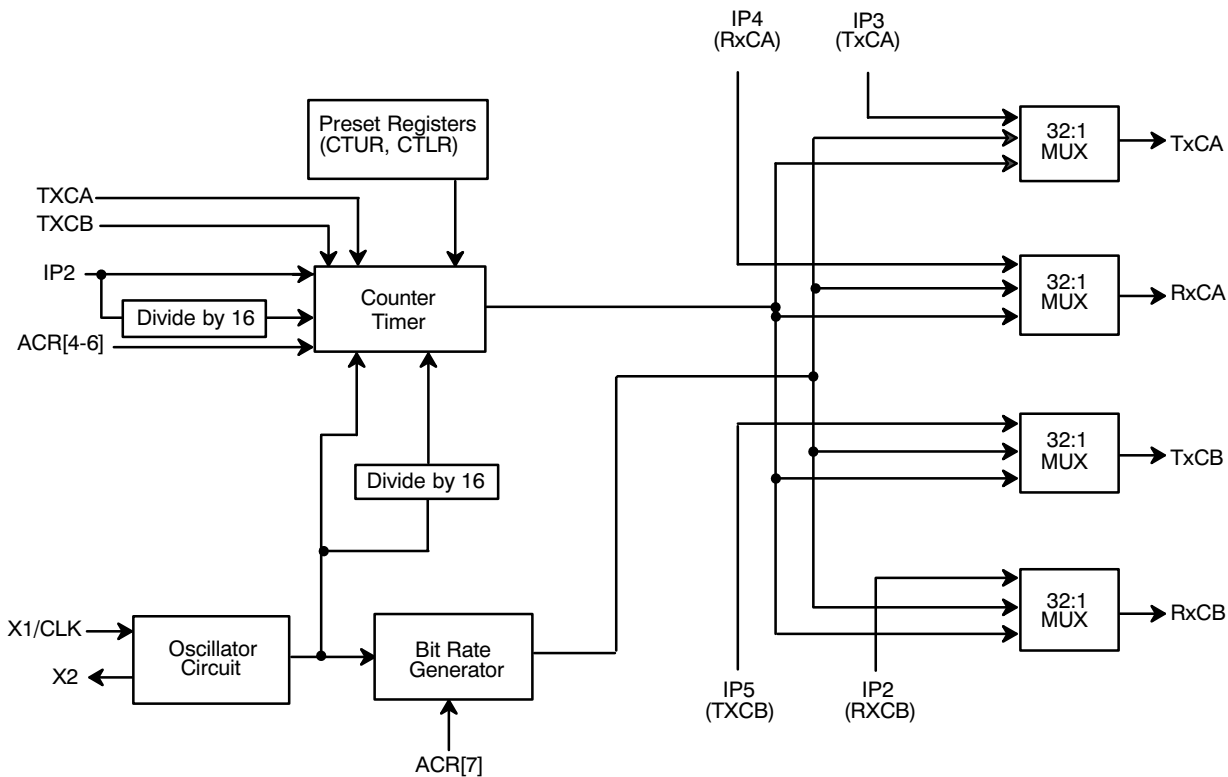 IP4
(RxCA)
IP3
(TxCA)
Preset Registers
(CTUR, CTLR)
32:1
MUX
TxCA
TXCA
TXCB
IP2
Divide by 16
ACR[4-6]
Counter
Timer
32:1
MUX
RxCA
32:1
MUX
TxCB
Divide by 16
X1/CLK
X2
Oscillator
Circuit
Bit Rate
Generator
32:1
MUX
RxCB
IP5
(TXCB)
IP2
(RXCB)
ACR[7]